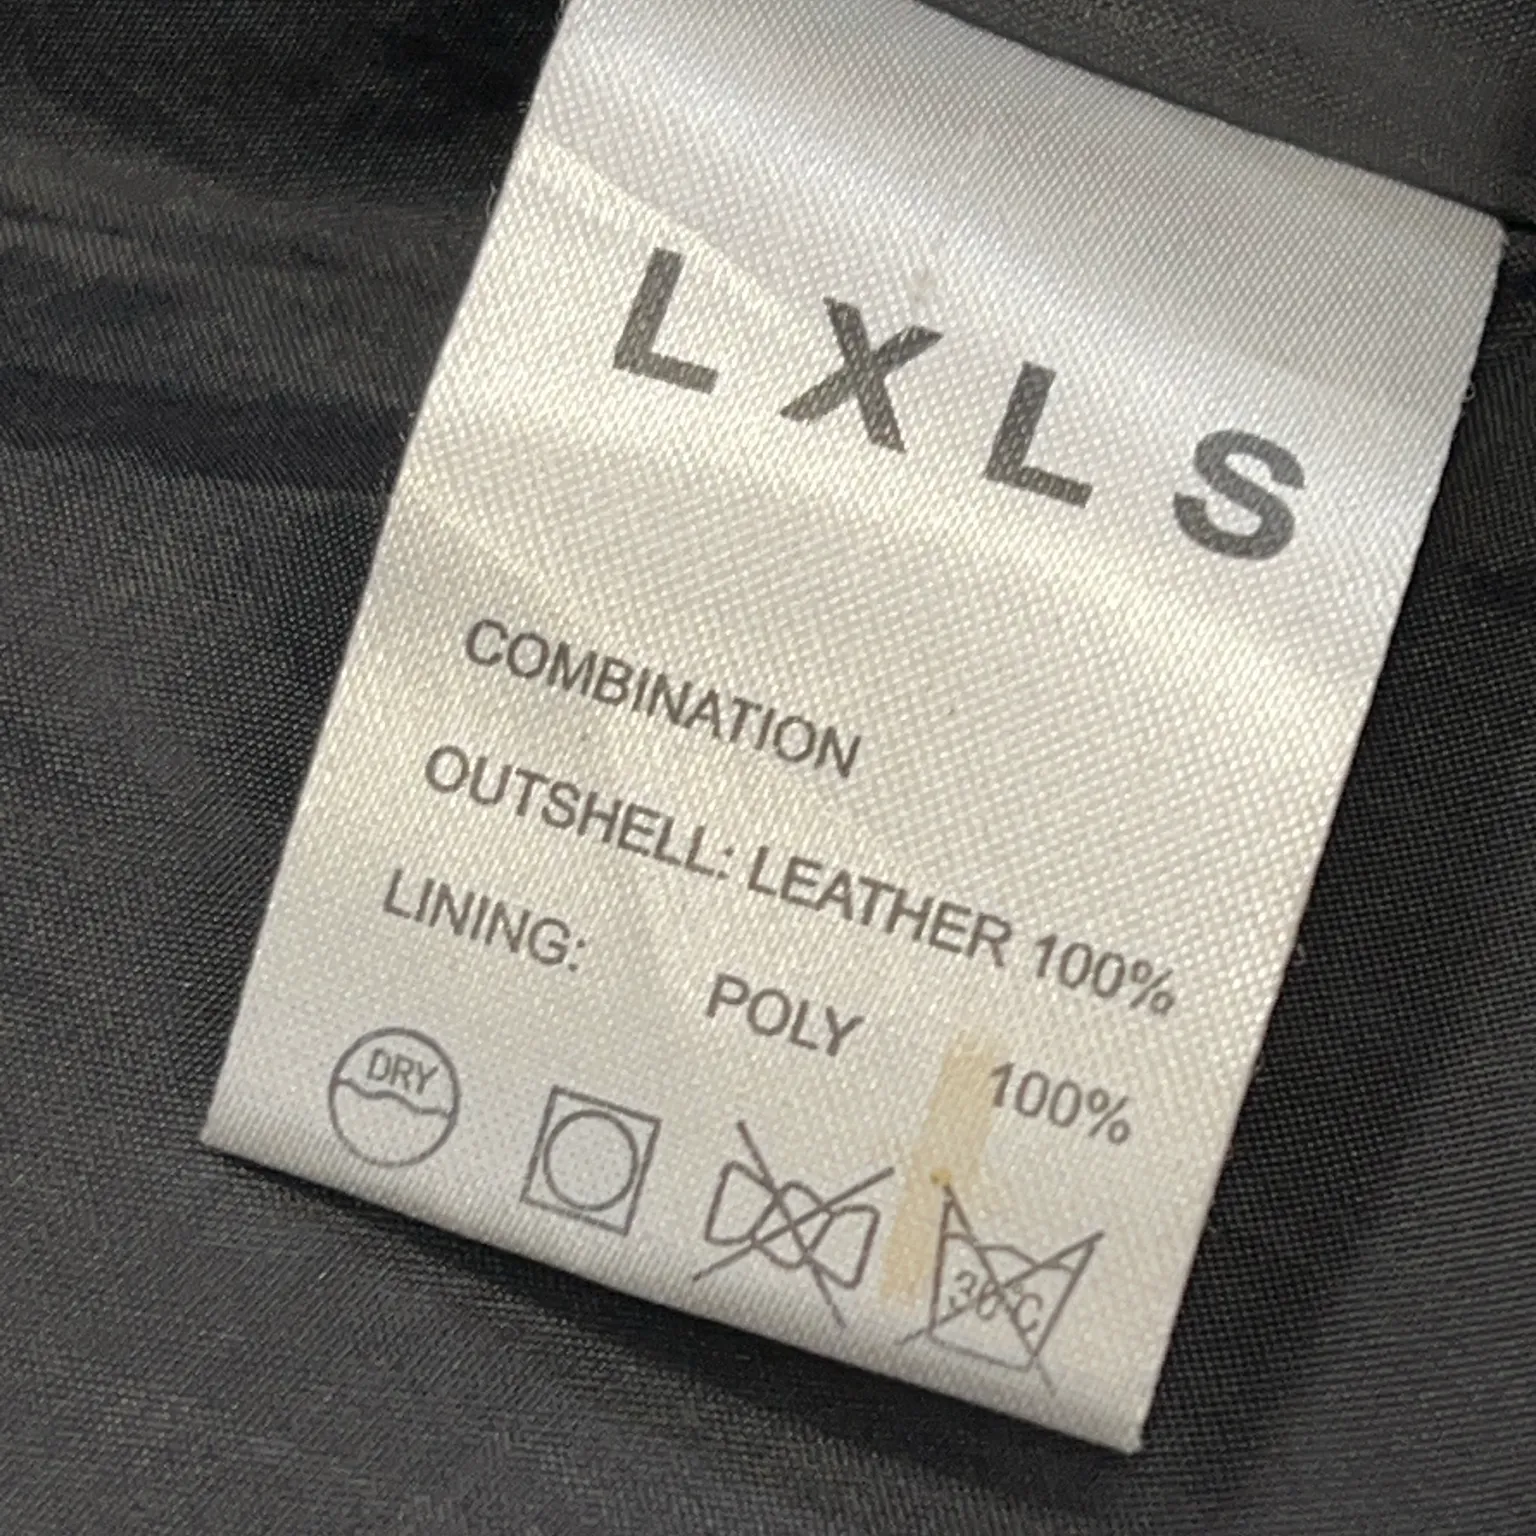 LXLS
COMBINATION
OUTSHELL: LEATHER 100%
LINING: POLY 100%
DRY
30°C